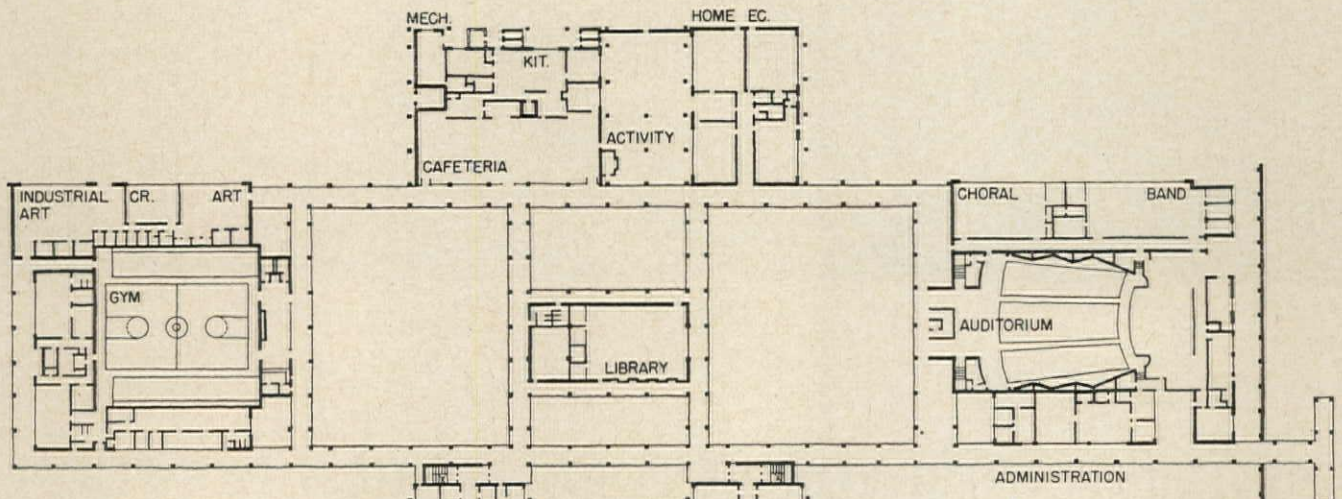 MECH.
HOME EC.
KIT.
ACTIVITY
CAFETERIA
INDUSTRIAL
ART
CR.
ART
CHORAL
BAND
GYM
AUDITORIUM
LIBRARY
ADMINISTRATION